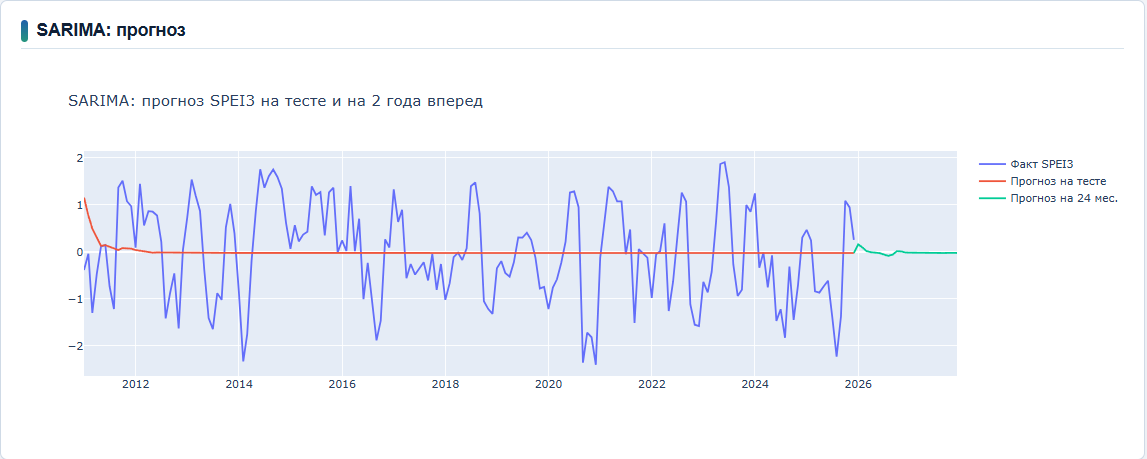 SARIMA: прогноз
SARIMA: прогноз SPEI3 на тесте и на 2 года вперед
2
1
0
−1
−2
2012 2014 2016 2018 2020 2022 2024 2026
Факт SPEI3
Прогноз на тесте
Прогноз на 24 мес.